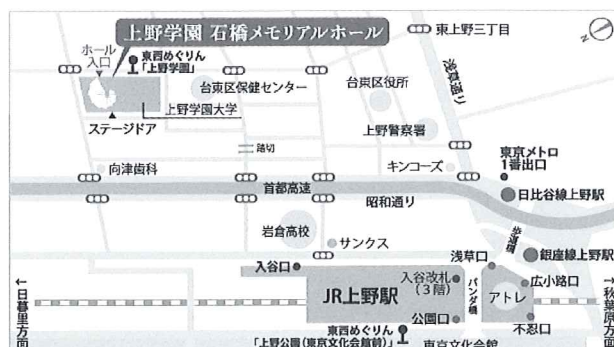 上野学園 石橋メモリアルホール
東上野三丁目
ホール
入口
東西めぐりん
「上野学園」
台東区保健センター
台東区役所
浅草通り
上野学園大学
ステージドア
上野警察署
踏切
東京メトロ
1番出口
向津歯科
キンコーズ
首都高速
日比谷線上野駅
昭和通り
岩倉高校
歩道橋
サンクス
銀座線上野駅
浅草口
入谷口
入谷改札
(3階)
広小路口
JR上野駅
パンダ橋
アトレ
←日暮里方面
→秋葉原方面
公園口
不忍口
東西めぐりん
「上野公園(東京文化会館前)」
東京文化会館
N